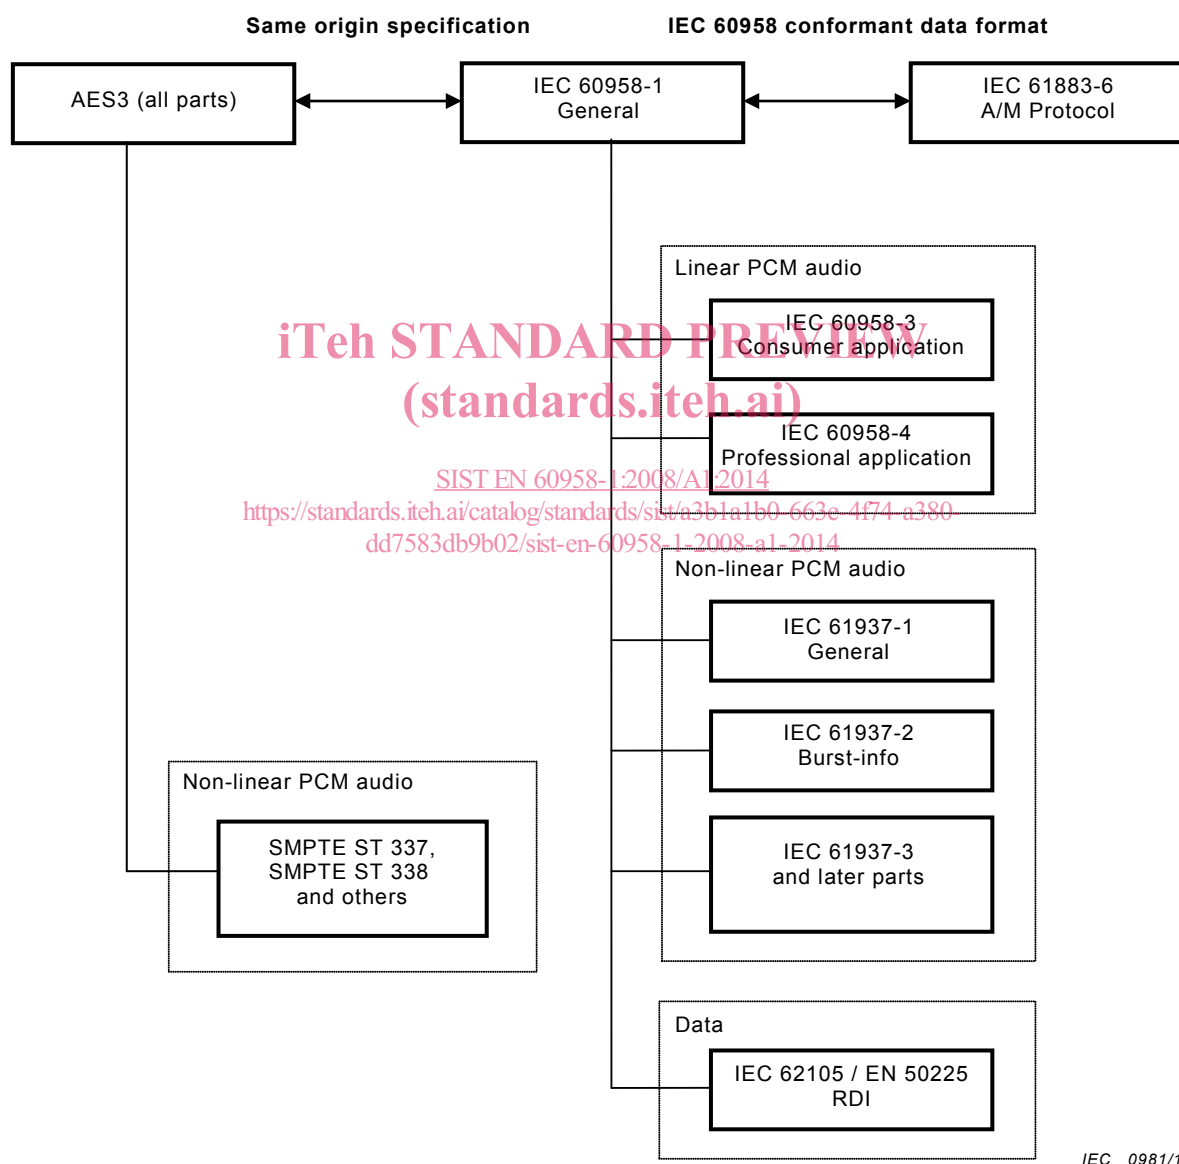 Same origin specification
IEC 60958 conformant data format
AES3 (all parts)
IEC 60958-1
General
IEC 61883-6
A/M Protocol
Linear PCM audio
IEC 60958-3
Consumer application
iTeh STANDARD PREVIEW
(standards.iteh.ai)
IEC 60958-4
Professional application
SIST EN 60958-1:2008/A1:2014
https://standards.iteh.ai/catalog/standards/sist/a3b1a1b0-663e-4f74-a380-
dd7583db9b02/sist-en-60958-1-2008-a1-2014
Non-linear PCM audio
IEC 61937-1
General
IEC 61937-2
Burst-info
Non-linear PCM audio
SMPTE ST 337,
SMPTE ST 338
and others
IEC 61937-3
and later parts
Data
IEC 62105 / EN 50225
RDI
IEC 0981/1